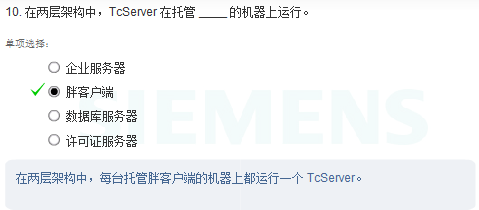 10. 在两层架构中，TcServer 在托管 _____ 的机器上运行。
单项选择：
企业服务器
胖客户端
数据库服务器
许可证服务器
SIEMENS
在两层架构中，每台托管胖客户端的机器上都运行一个 TcServer。